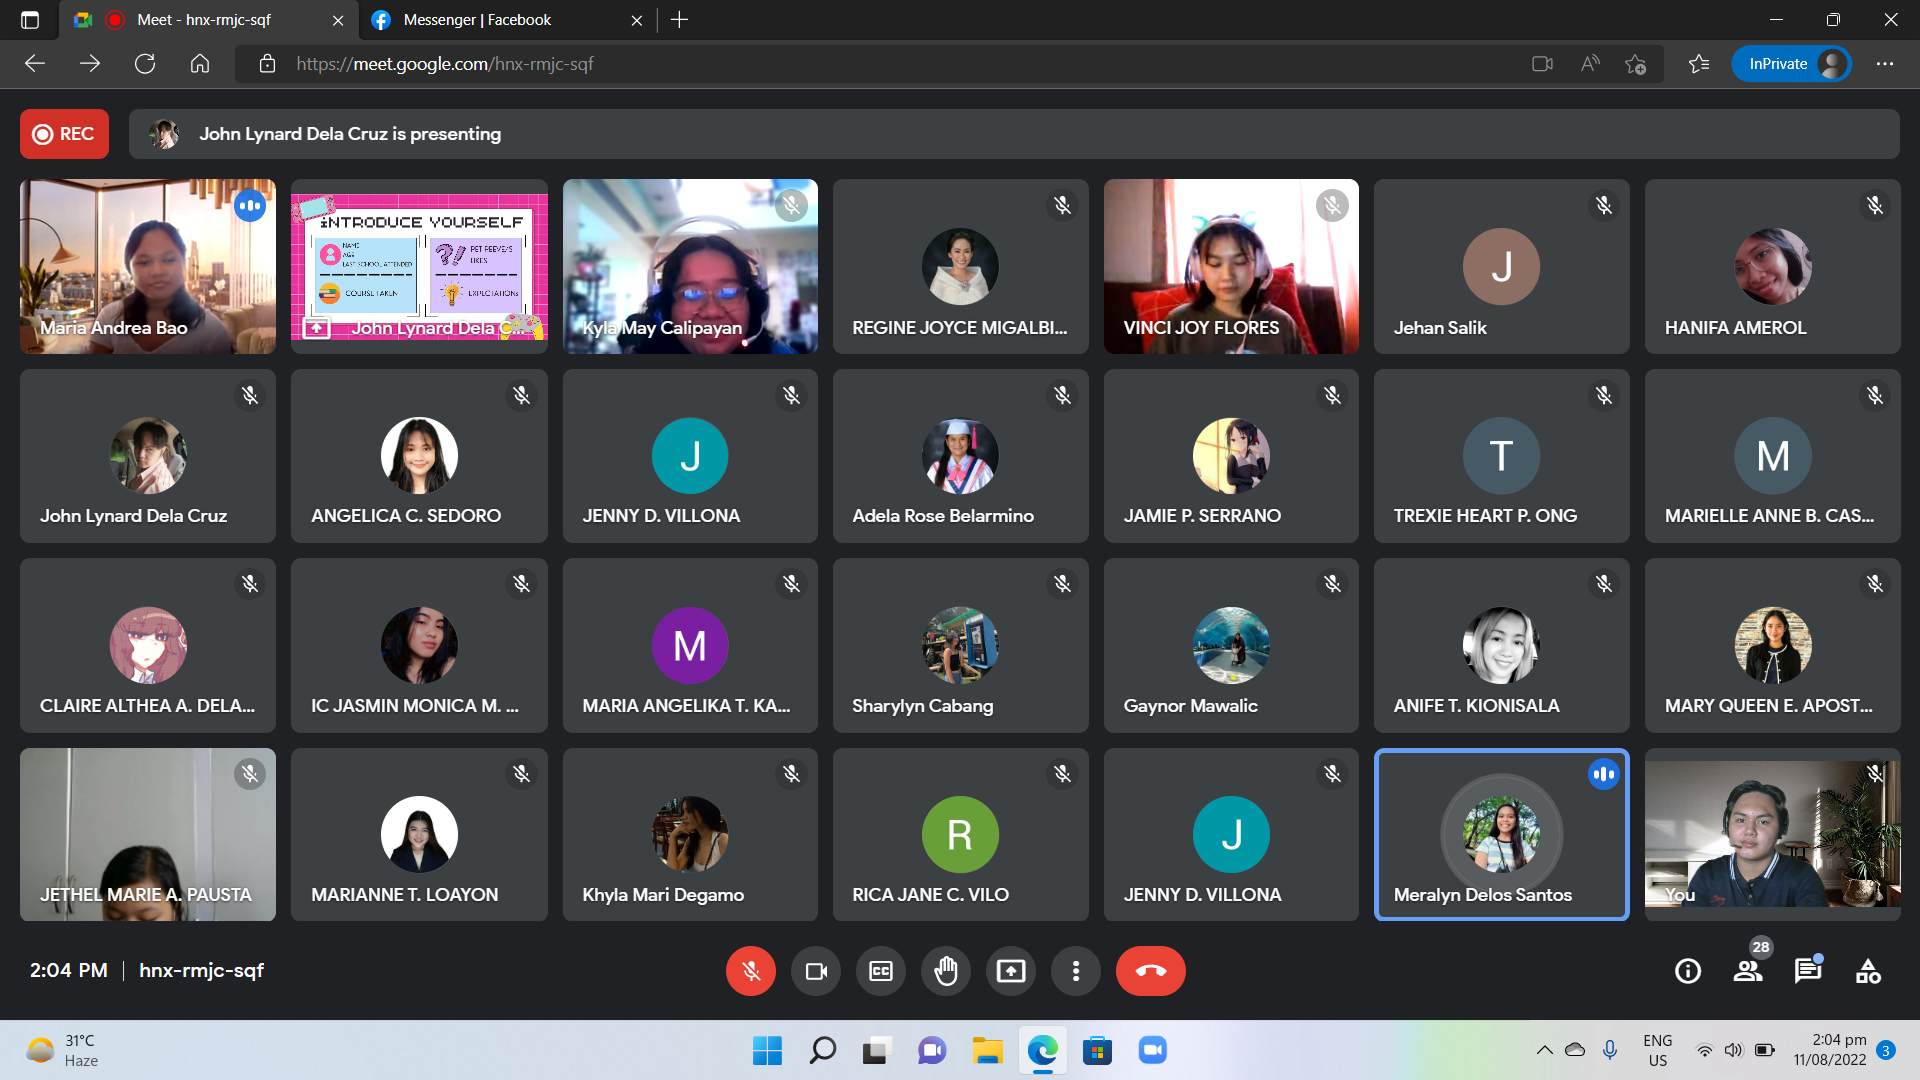 Meet - hnx-rmjc-sqf
Messenger | Facebook
https://meet.google.com/hnx-rmjc-sqf
InPrivate
REC
John Lynard Dela Cruz is presenting
Maria Andrea Bao
INTRODUCE YOURSELF
NAME
AGE
LAST SCHOOL ATTENDED
COURSE TAKEN
PET PEEVE/S
LIKES
EXPECTATIONS
John Lynard Dela C...
Kyla May Calipayan
REGINE JOYCE MIGALBI...
VINCI JOY FLORES
J
Jehan Salik
HANIFA AMEROL
John Lynard Dela Cruz
ANGELICA C. SEDORO
J
JENNY D. VILLONA
Adela Rose Belarmino
JAMIE P. SERRANO
T
TREXIE HEART P. ONG
M
MARIELLE ANNE B. CAS...
CLAIRE ALTHEA A. DELA...
IC JASMIN MONICA M. ...
M
MARIA ANGELIKA T. KA...
Sharylyn Cabang
Gaynor Mawalic
ANIFE T. KIONISALA
MARY QUEEN E. APOST...
JETHEL MARIE A. PAUSTA
MARIANNE T. LOAYON
Khyla Mari Degamo
R
RICA JANE C. VILO
J
JENNY D. VILLONA
Meralyn Delos Santos
You
2:04 PM | hnx-rmjc-sqf
CC
28
31°C
Haze
ENG
US
2:04 pm
11/08/2022
3